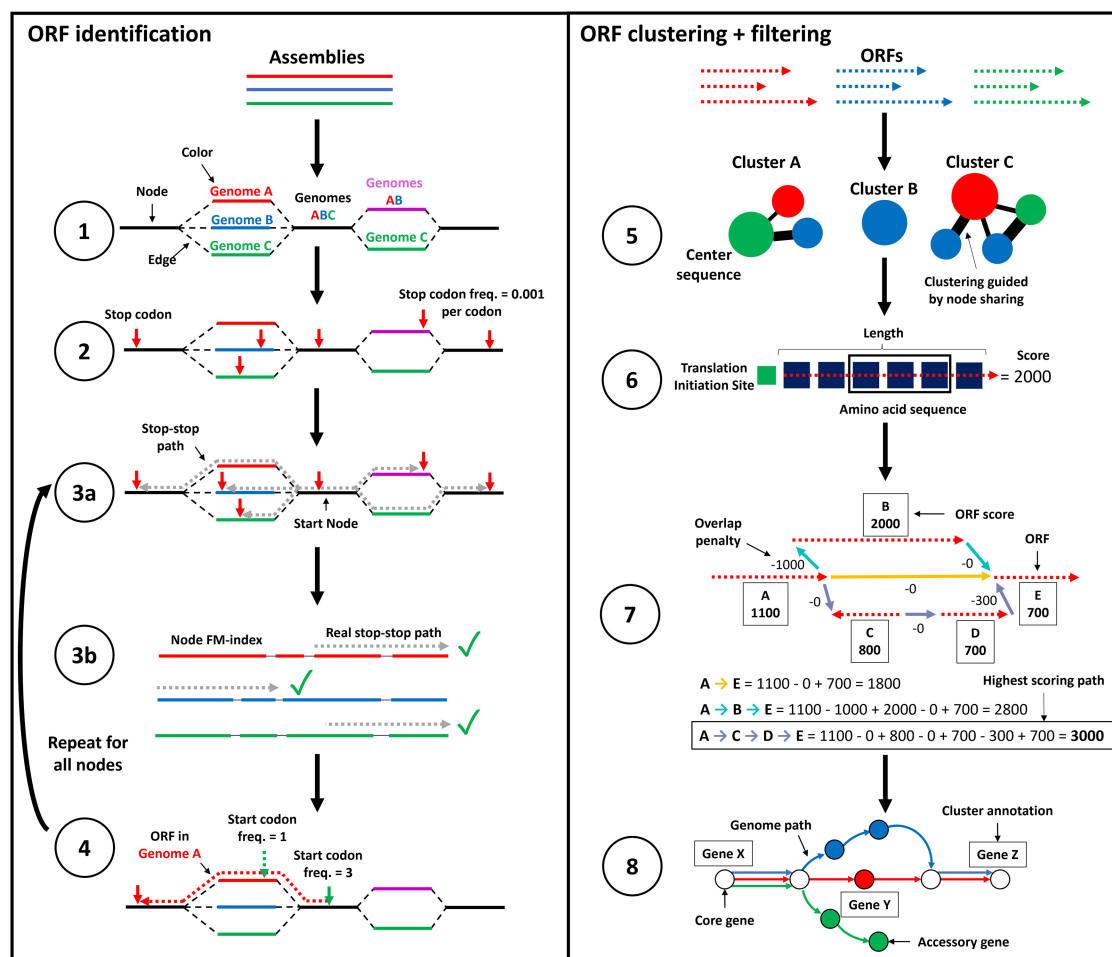 ORF identification
Assemblies
Color
Node
Genome A
Genomes
ABC
Genomes
AB
1
Genome B
Genome C
Genome C
Edge
Stop codon
Stop codon freq. = 0.001
per codon
2
Stop-stop
path
3a
Start Node
3b
Node FM-index
Real stop-stop path
Repeat for
all nodes
4
ORF in
Genome A
Start codon
freq. = 1
Start codon
freq. = 3
ORF clustering + filtering
ORFs
Cluster A
Cluster B
Cluster C
5
Center
sequence
Clustering guided
by node sharing
Length
6
Translation
Initiation Site
Score
= 2000
Amino acid sequence
B
2000
ORF score
Overlap
penalty
ORF
-1000
-0
-0
A
1100
-0
-300
E
700
7
C
800
-0
D
700
A → E = 1100 - 0 + 700 = 1800
Highest scoring path
A → B → E = 1100 - 1000 + 2000 - 0 + 700 = 2800
A → C → D → E = 1100 - 0 + 800 - 0 + 700 - 300 + 700 = 3000
Genome path
Cluster annotation
8
Gene X
Gene Z
Gene Y
Core gene
Accessory gene